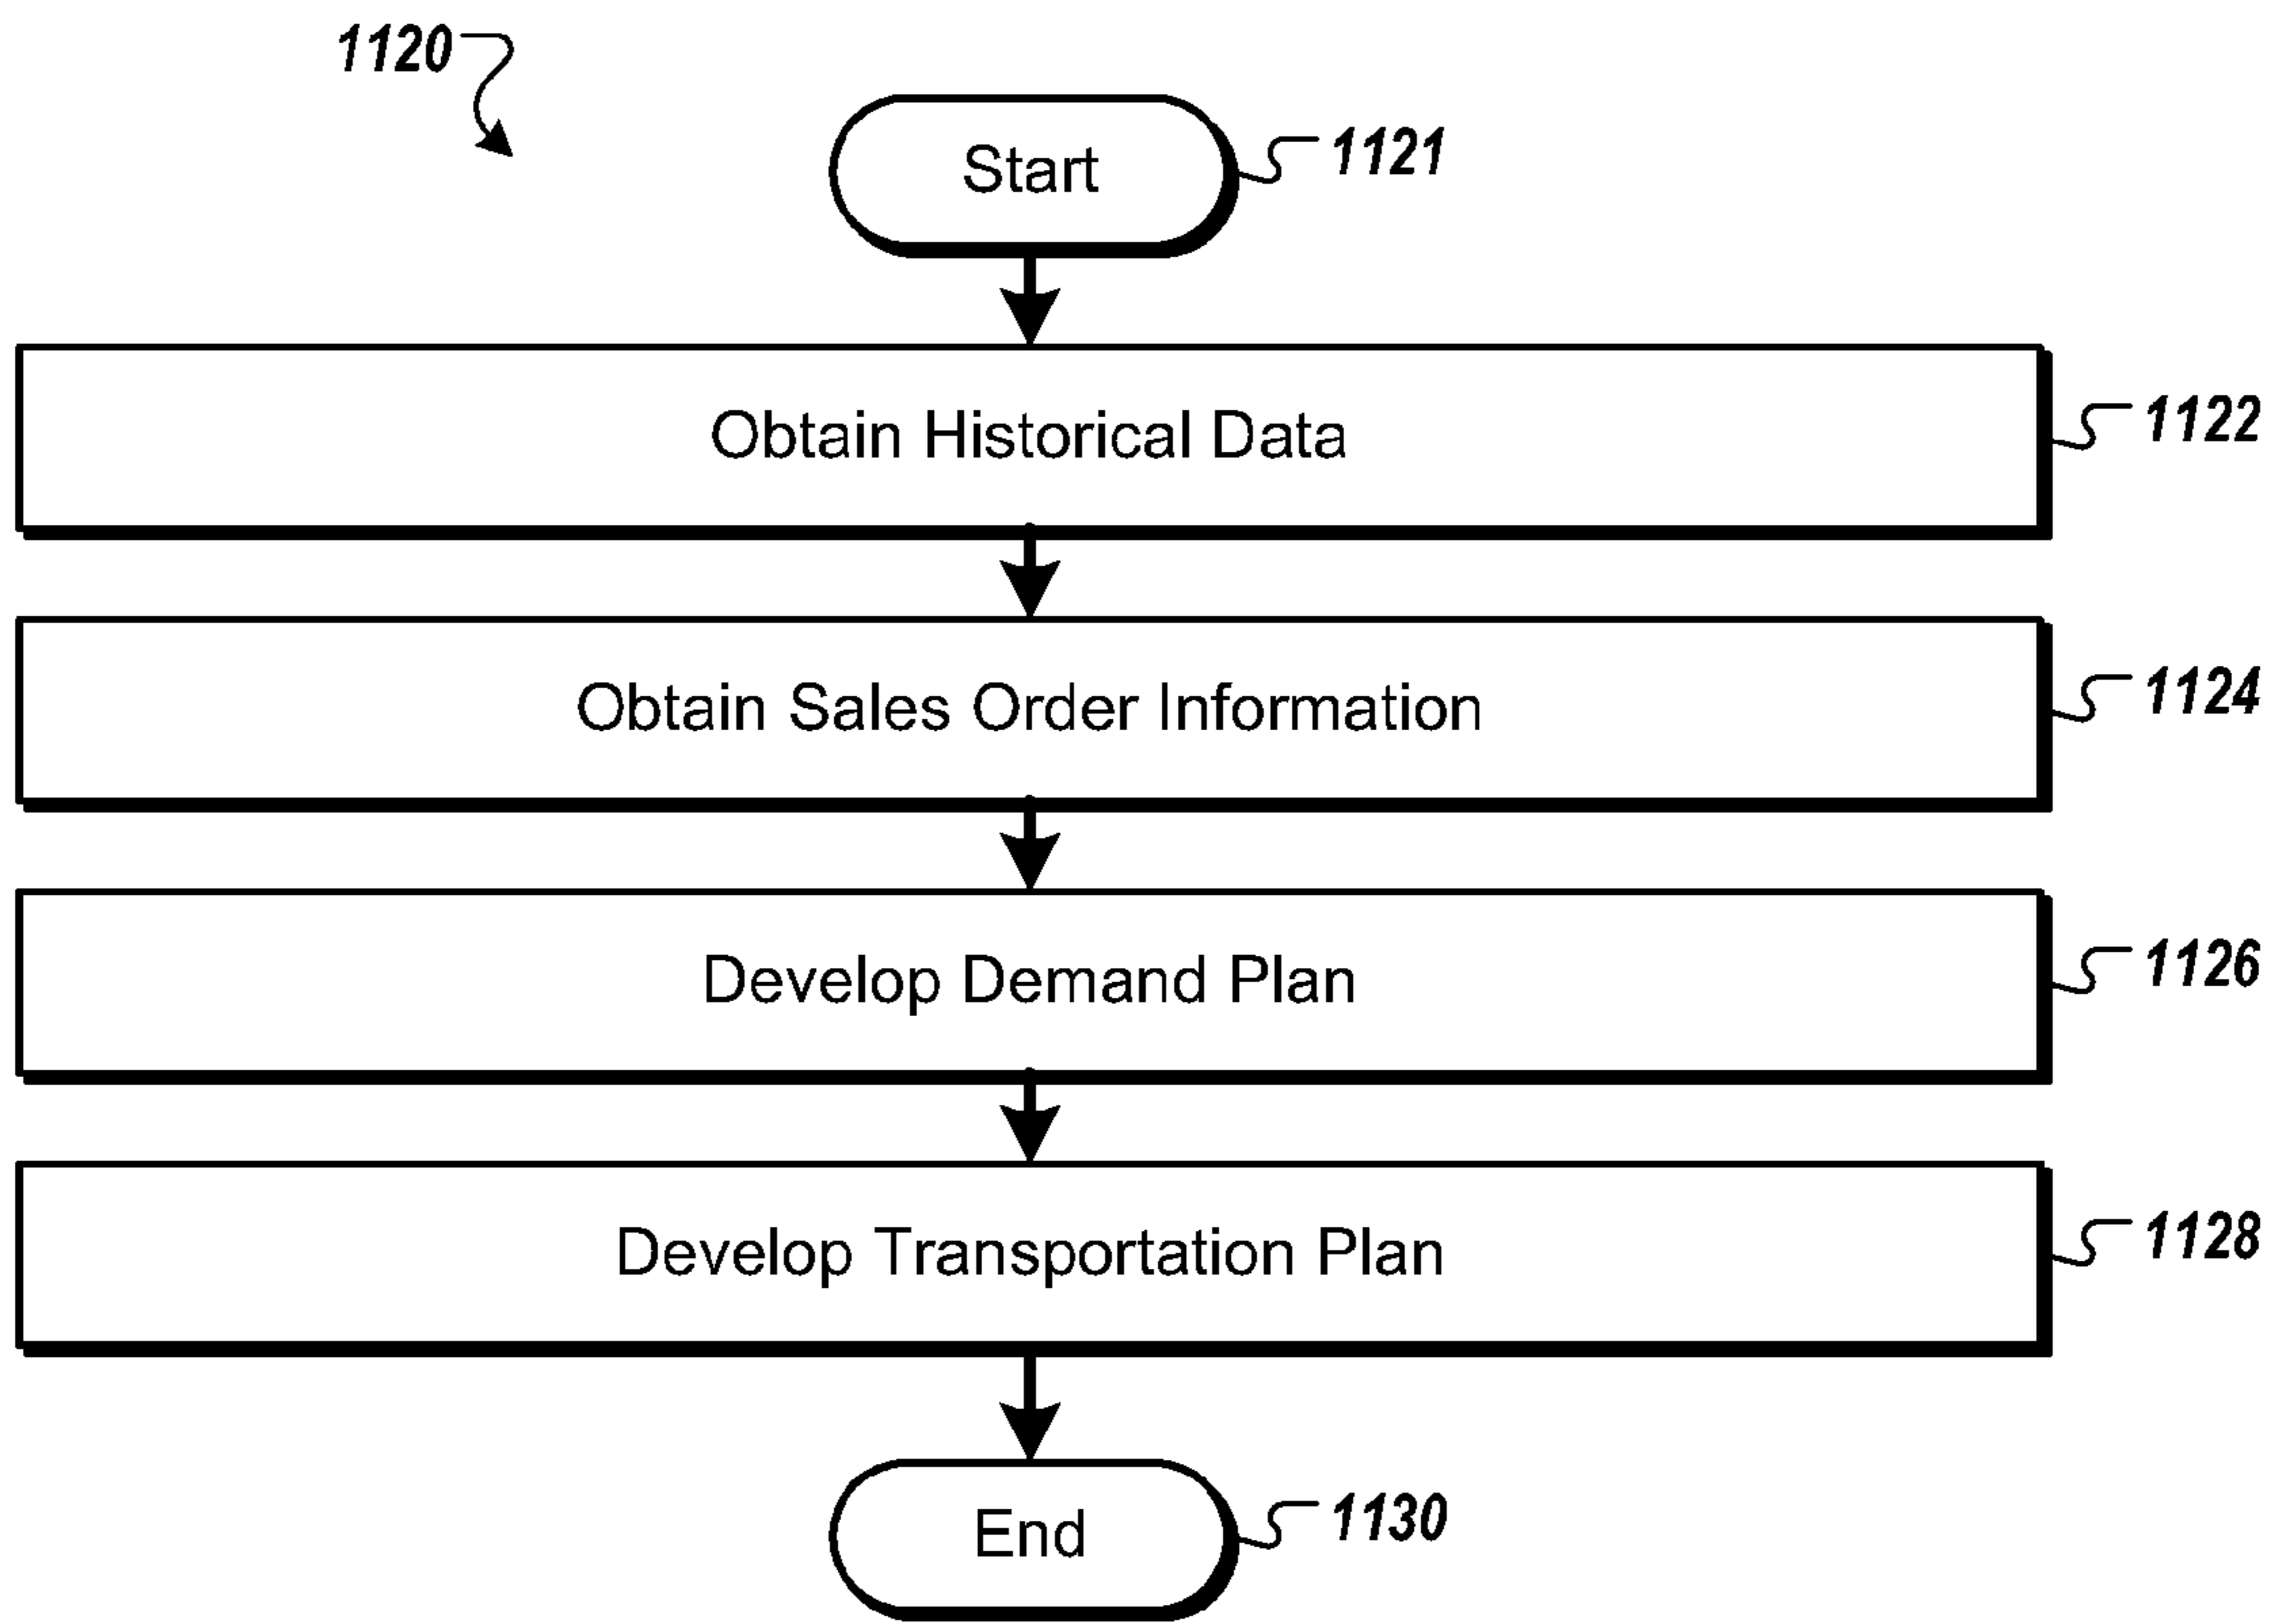 1120
Start
1121
Obtain Historical Data
1122
Obtain Sales Order Information
1124
Develop Demand Plan
1126
Develop Transportation Plan
1128
End
1130